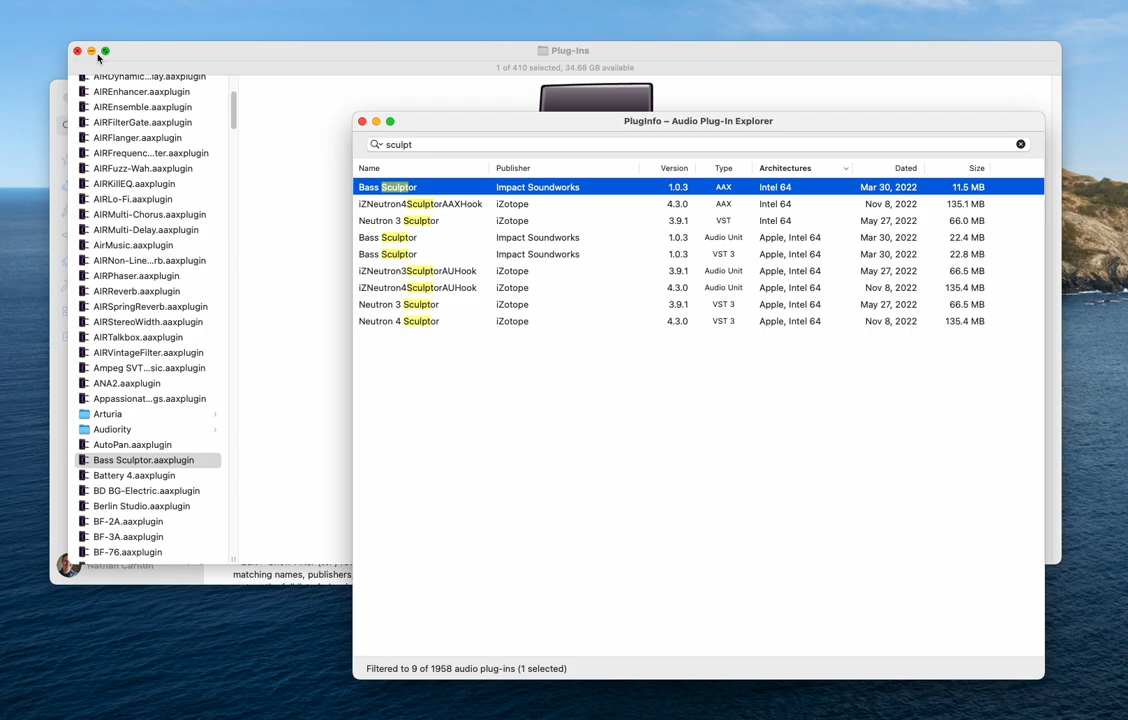 Plug-Ins
1 of 410 selected, 34.68 GB available
AIRDynamic...lay.aaxplugin
AIREnhancer.aaxplugin
AIREnsemble.aaxplugin
AIRFilterGate.aaxplugin
AIRFlanger.aaxplugin
AIRFrequenc...ter.aaxplugin
AIRFuzz-Wah.aaxplugin
AIRKillEQ.aaxplugin
AIRLo-Fi.aaxplugin
AIRMulti-Chorus.aaxplugin
AIRMulti-Delay.aaxplugin
AirMusic.aaxplugin
AIRNon-Line...rb.aaxplugin
AIRPhaser.aaxplugin
AIRReverb.aaxplugin
AIRSpringReverb.aaxplugin
AIRStereoWidth.aaxplugin
AIRTalkbox.aaxplugin
AIRVintageFilter.aaxplugin
Ampeg SVT...sic.aaxplugin
ANA2.aaxplugin
Appassionat...gs.aaxplugin
Arturia
Audiority
AutoPan.aaxplugin
Bass Sculptor.aaxplugin
Battery 4.aaxplugin
BD BG-Electric.aaxplugin
Berlin Studio.aaxplugin
BF-2A.aaxplugin
BF-3A.aaxplugin
BF-76.aaxplugin
matching names, publishers
PlugInfo – Audio Plug-In Explorer
sculpt
Name Publisher Version Type Architectures Dated Size
Bass Sculptor Impact Soundworks 1.0.3 AAX Intel 64 Mar 30, 2022 11.5 MB
iZNeutron4SculptorAAXHook iZotope 4.3.0 AAX Intel 64 Nov 8, 2022 135.1 MB
Neutron 3 Sculptor iZotope 3.9.1 VST Intel 64 May 27, 2022 66.0 MB
Bass Sculptor Impact Soundworks 1.0.3 Audio Unit Apple, Intel 64 Mar 30, 2022 22.4 MB
Bass Sculptor Impact Soundworks 1.0.3 VST 3 Apple, Intel 64 Mar 30, 2022 22.8 MB
iZNeutron3SculptorAUHook iZotope 3.9.1 Audio Unit Apple, Intel 64 May 27, 2022 66.5 MB
iZNeutron4SculptorAUHook iZotope 4.3.0 Audio Unit Apple, Intel 64 Nov 8, 2022 135.4 MB
Neutron 3 Sculptor iZotope 3.9.1 VST 3 Apple, Intel 64 May 27, 2022 66.5 MB
Neutron 4 Sculptor iZotope 4.3.0 VST 3 Apple, Intel 64 Nov 8, 2022 135.4 MB
Filtered to 9 of 1958 audio plug-ins (1 selected)